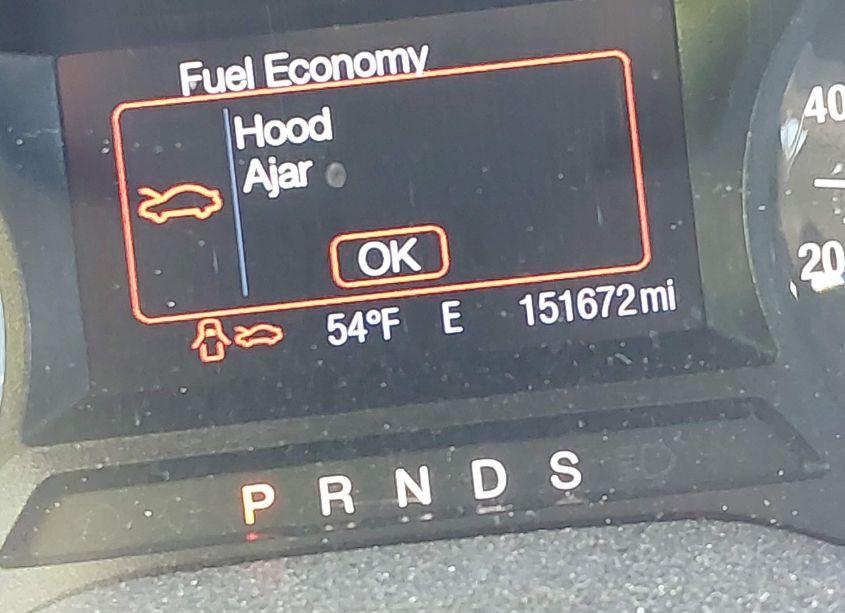 Fuel Economy
Hood
Ajar
OK
54°F E 151672mi
40
20
P R N D S